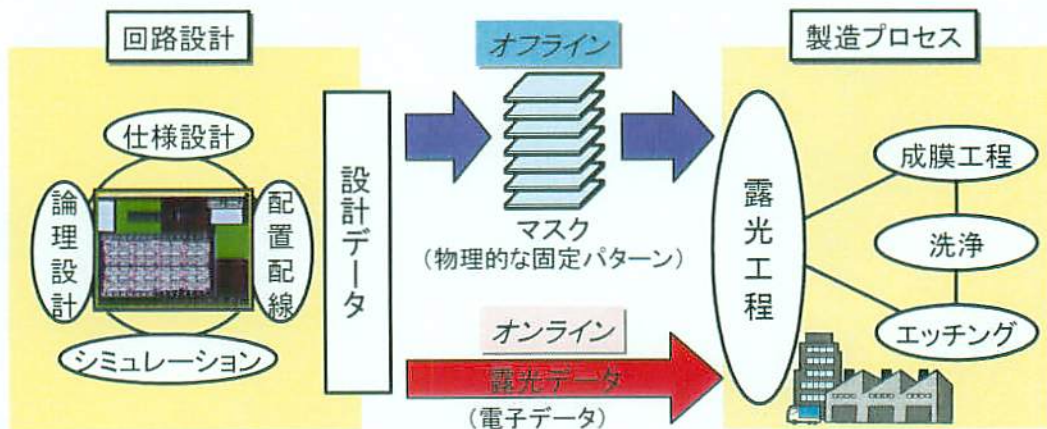 回路設計
仕様設計
論理設計
配置配線
シミュレーション
設計データ
オフライン
マスク
(物理的な固定パターン)
オンライン
露光データ
(電子データ)
製造プロセス
露光工程
成膜工程
洗浄
エッチング